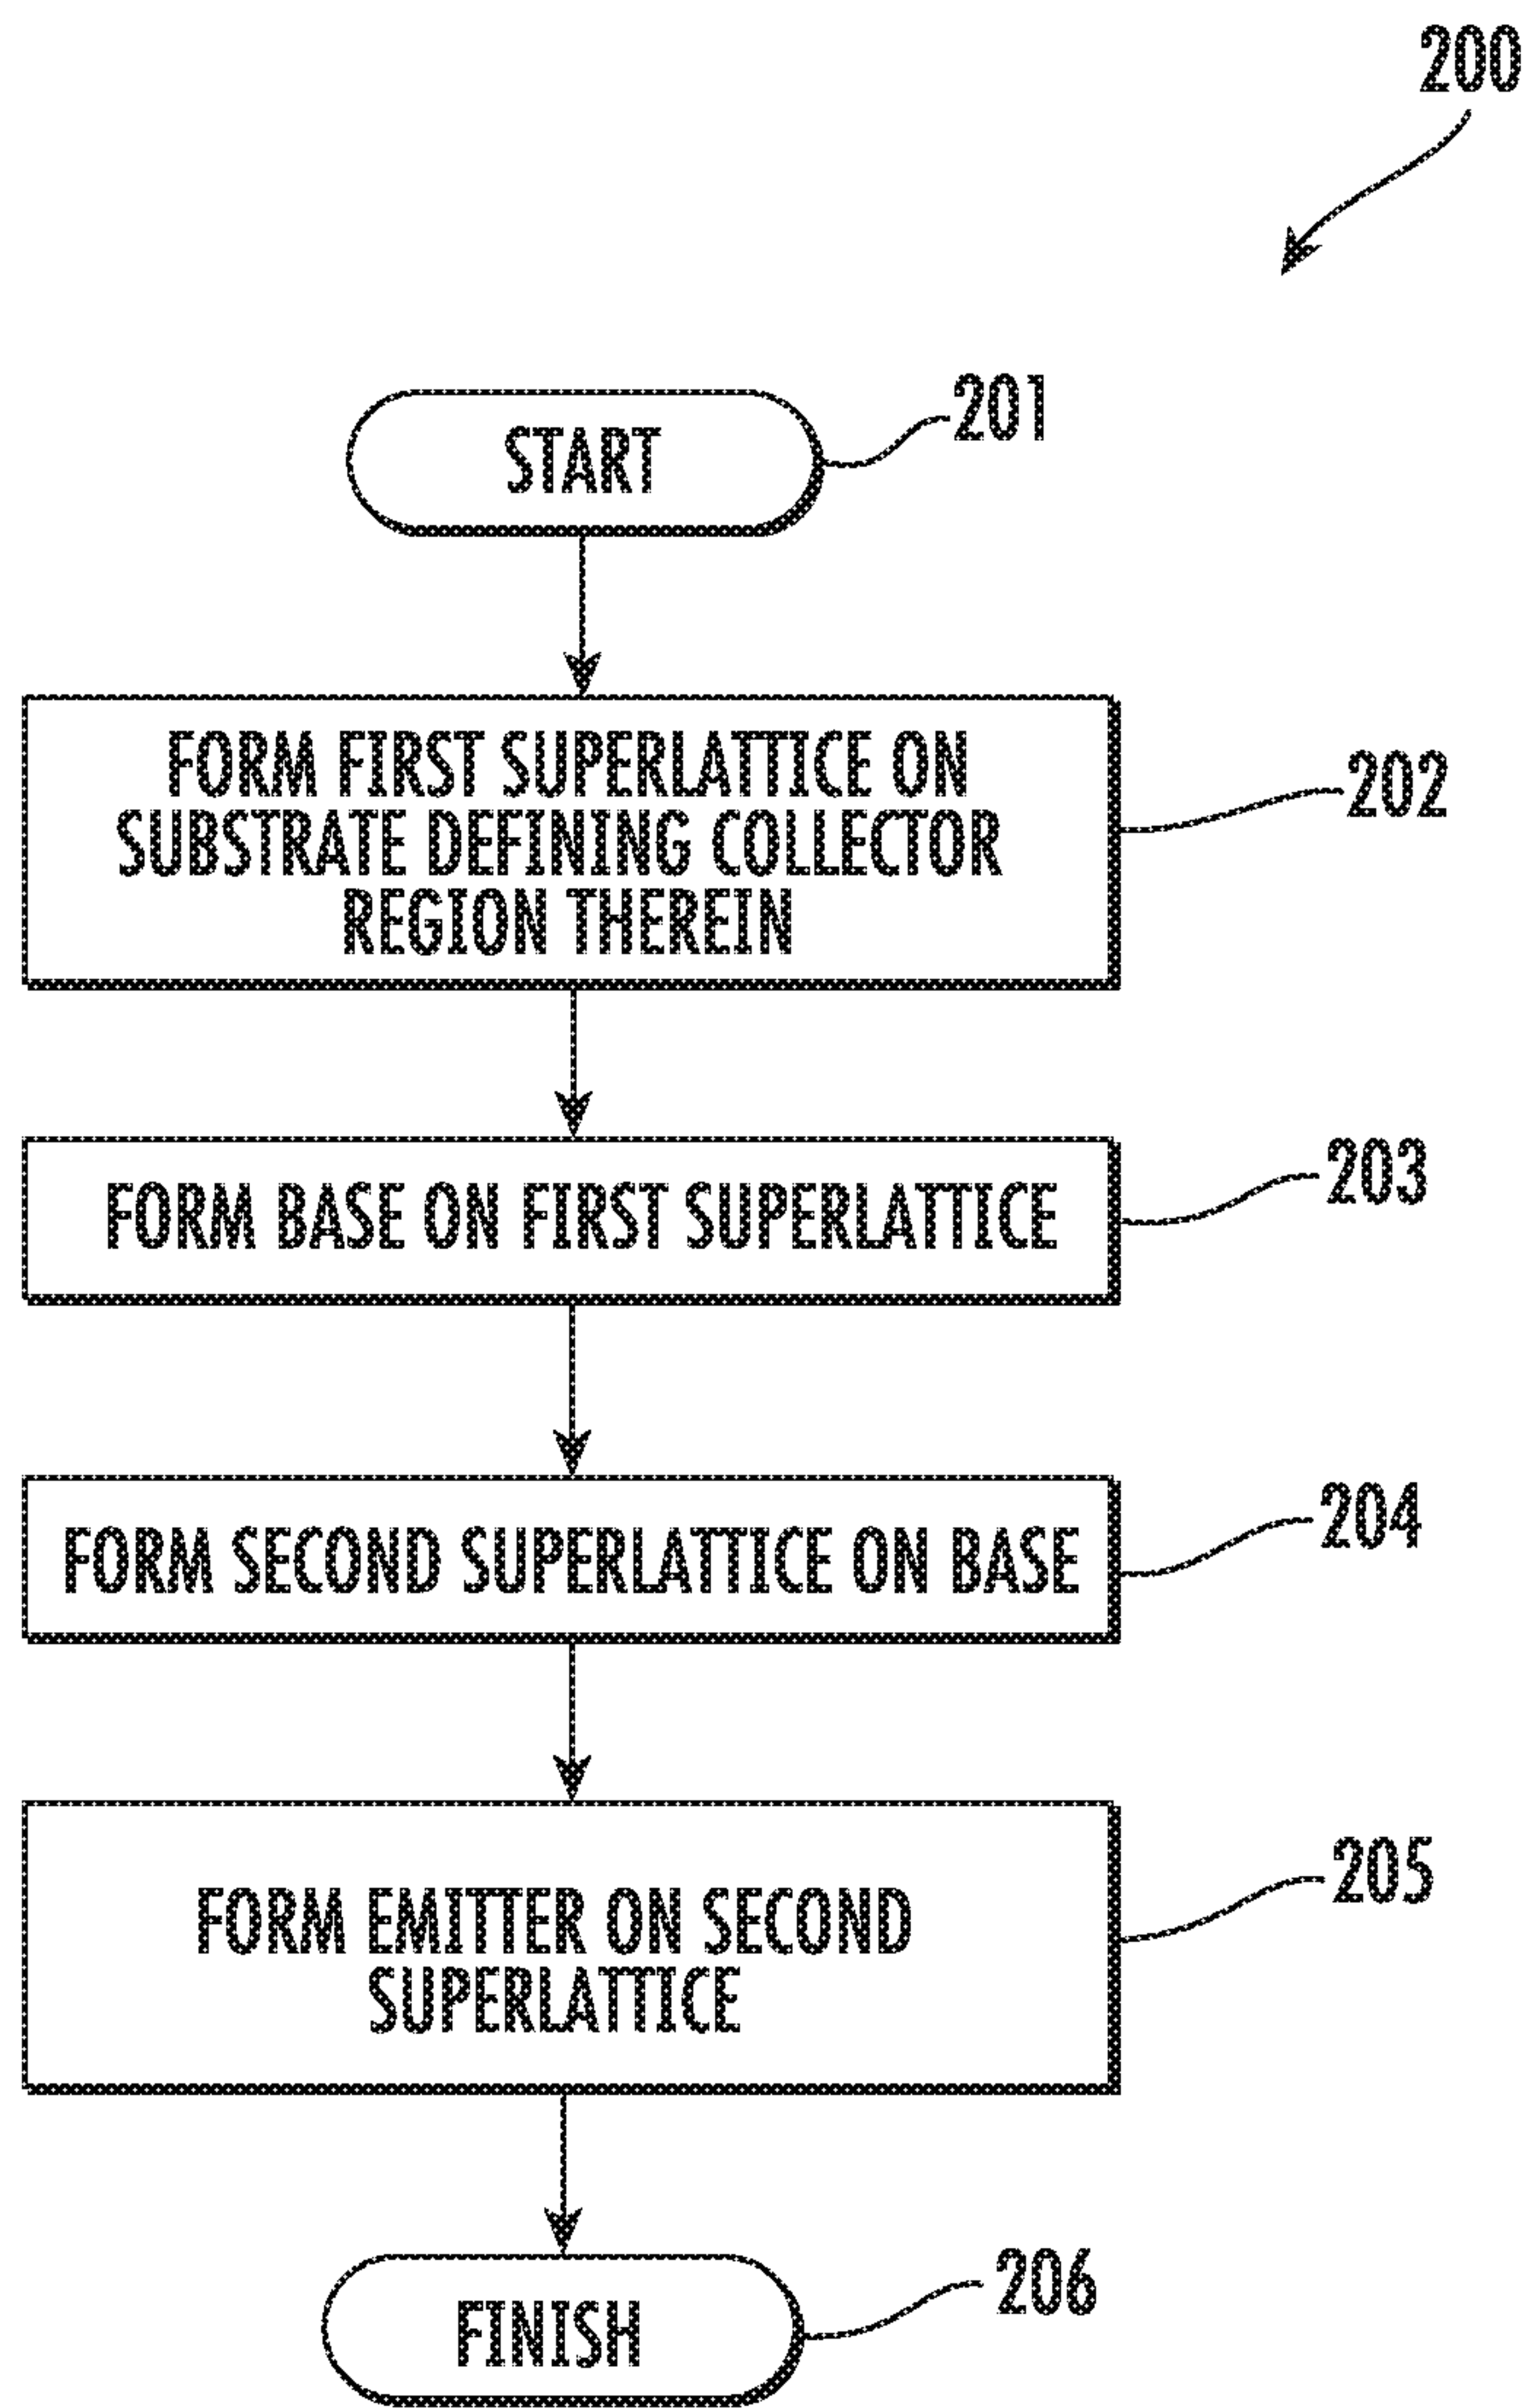 200
START
201
FORM FIRST SUPERLATTICE ON
SUBSTRATE DEFINING COLLECTOR
REGION THEREIN
202
FORM BASE ON FIRST SUPERLATTICE
203
FORM SECOND SUPERLATTICE ON BASE
204
FORM EMITTER ON SECOND
SUPERLATTICE
205
FINISH
206